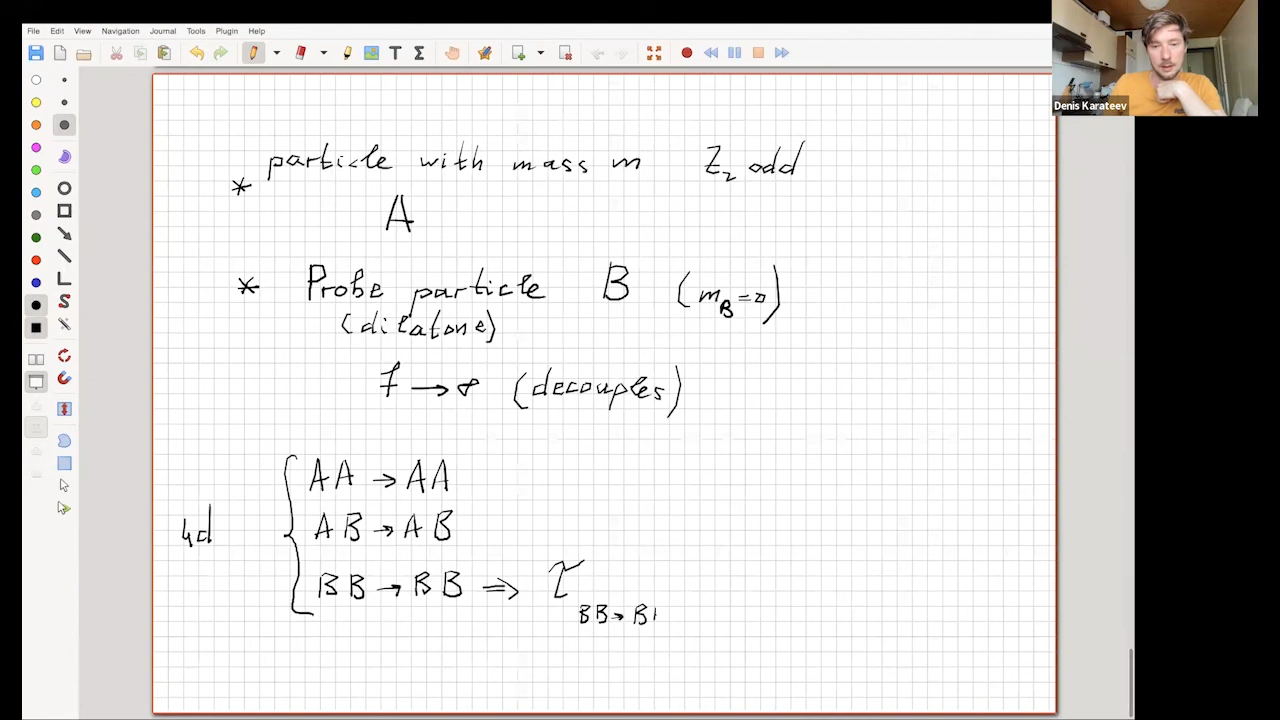 File Edit View Navigation Journal Tools Plugin Help
Denis Karateev
* particle with mass m Z₂ odd
A
* Probe particle B (m_B=0)
(dilatone)
f → ∞ (decouples)
AA → AA
4d AB → AB
BB → BB ⇒ T
BB→B